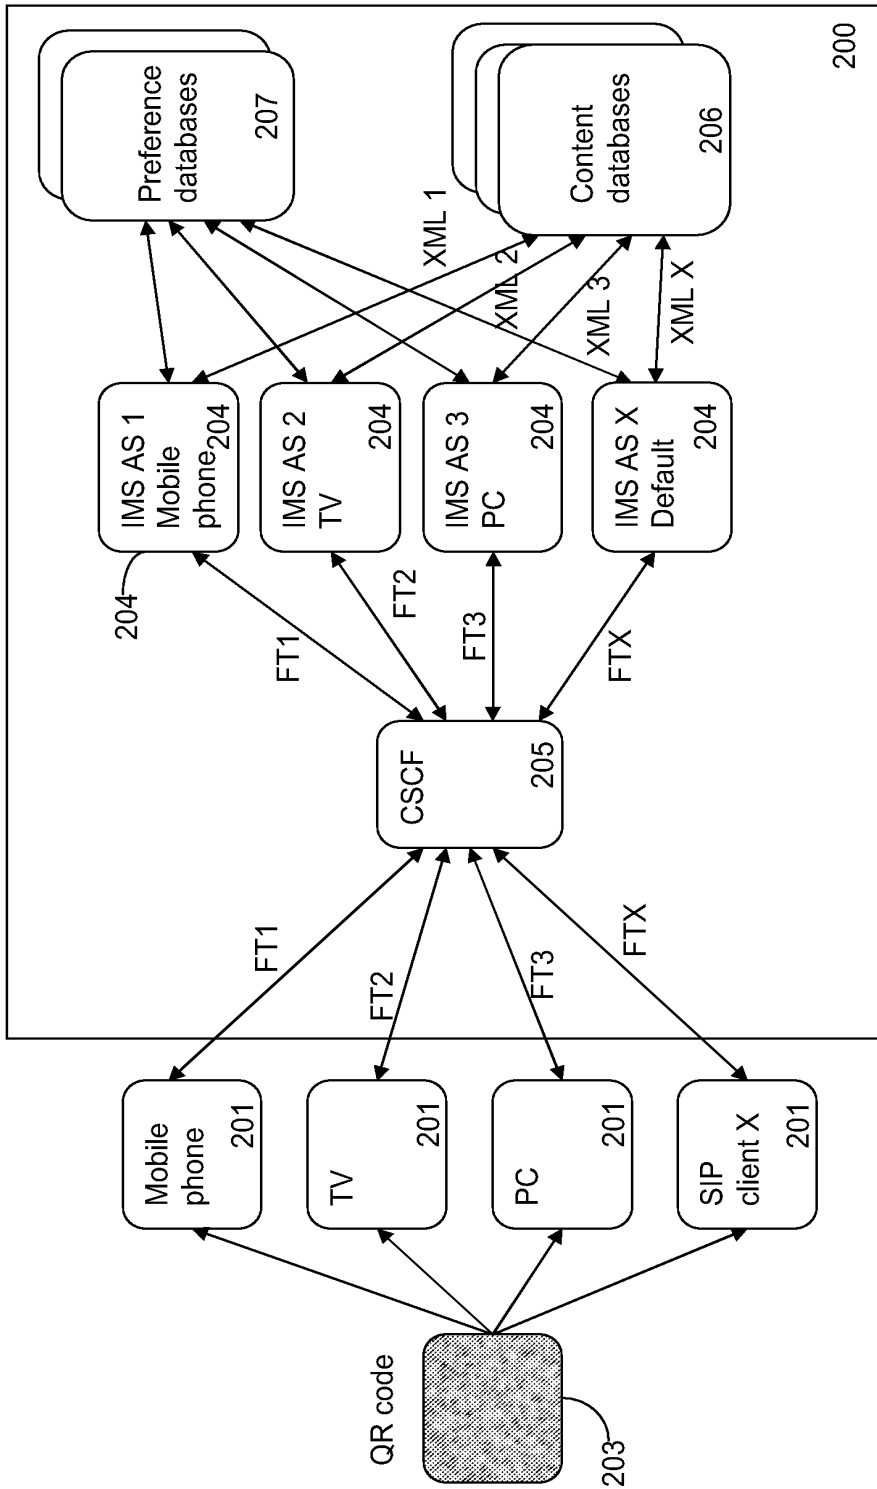 QR code
203
Mobile
phone
201
TV
201
PC
201
SIP
client X
201
FT1
FT2
FT3
FTX
CSCF
205
FT1
FT2
FT3
FTX
204
IMS AS 1
Mobile
phone
204
IMS AS 2
TV
204
IMS AS 3
PC
204
IMS AS X
Default
204
XML 1
XML 2
XML 3
XML X
Preference
databases
207
Content
databases
206
200